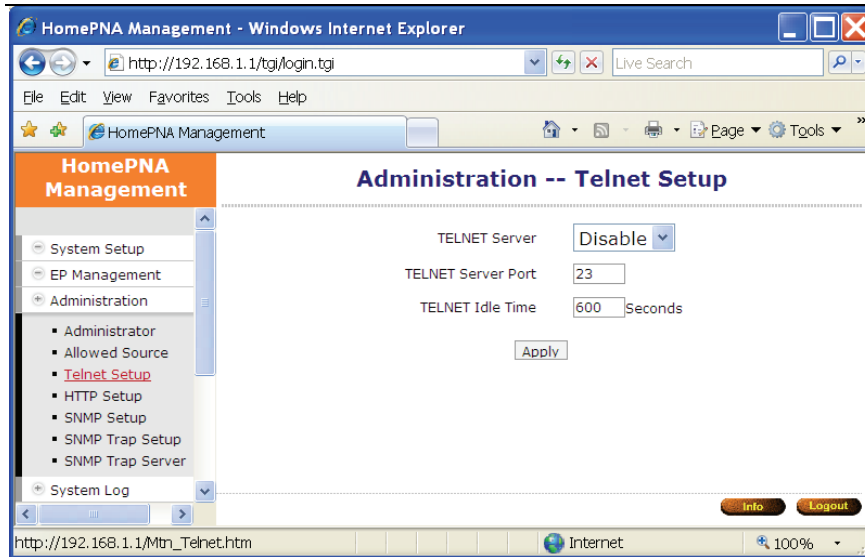 HomePNA Management - Windows Internet Explorer
http://192.168.1.1/tgi/login.tgi
Live Search
File Edit View Favorites Tools Help
HomePNA Management
Page Tools
HomePNA
Management
Administration -- Telnet Setup
System Setup
EP Management
Administration
Administrator
Allowed Source
Telnet Setup
HTTP Setup
SNMP Setup
SNMP Trap Setup
SNMP Trap Server
System Log
TELNET Server Disable
TELNET Server Port 23
TELNET Idle Time 600 Seconds
Apply
Info Logout
http://192.168.1.1/Mtn_Telnet.htm Internet 100%